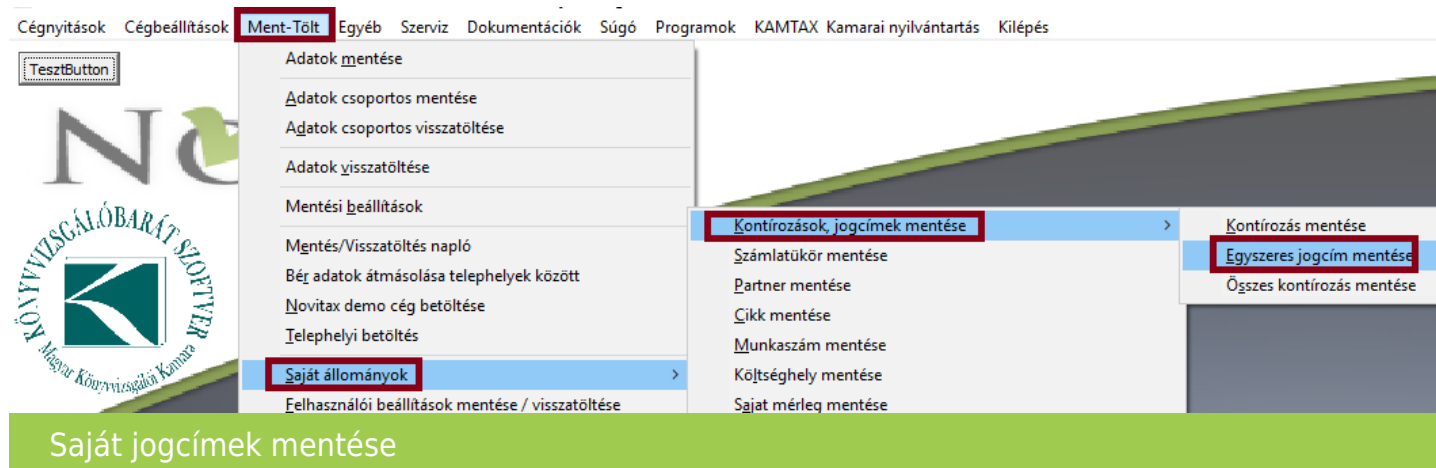 Cégnyitások Cégbeállítások Ment-Tölt Egyéb Szerviz Dokumentációk Súgó Programok KAMTAX Kamarai nyilvántartás Kilépés
TesztButton
KÖNYVVIZSGÁLÓBARÁT SZOFTVER
Magyar Könyvvizsgálói Kamara
Adatok mentése
Adatok csoportos mentése
Adatok csoportos visszatöltése
Adatok visszatöltése
Mentési beállítások
Mentés/Visszatöltés napló
Bér adatok átmásolása telephelyek között
Novitax demo cég betöltése
Telephelyi betöltés
Saját állományok >
Felhasználói beállítások mentése / visszatöltése
Kontírozások, jogcímek mentése >
Számlatükör mentése
Partner mentése
Cikk mentése
Munkaszám mentése
Költséghely mentése
Sajat mérleg mentése
Kontírozás mentése
Egyszeres jogcím mentése
Összes kontírozás mentése
Saját jogcímek mentése